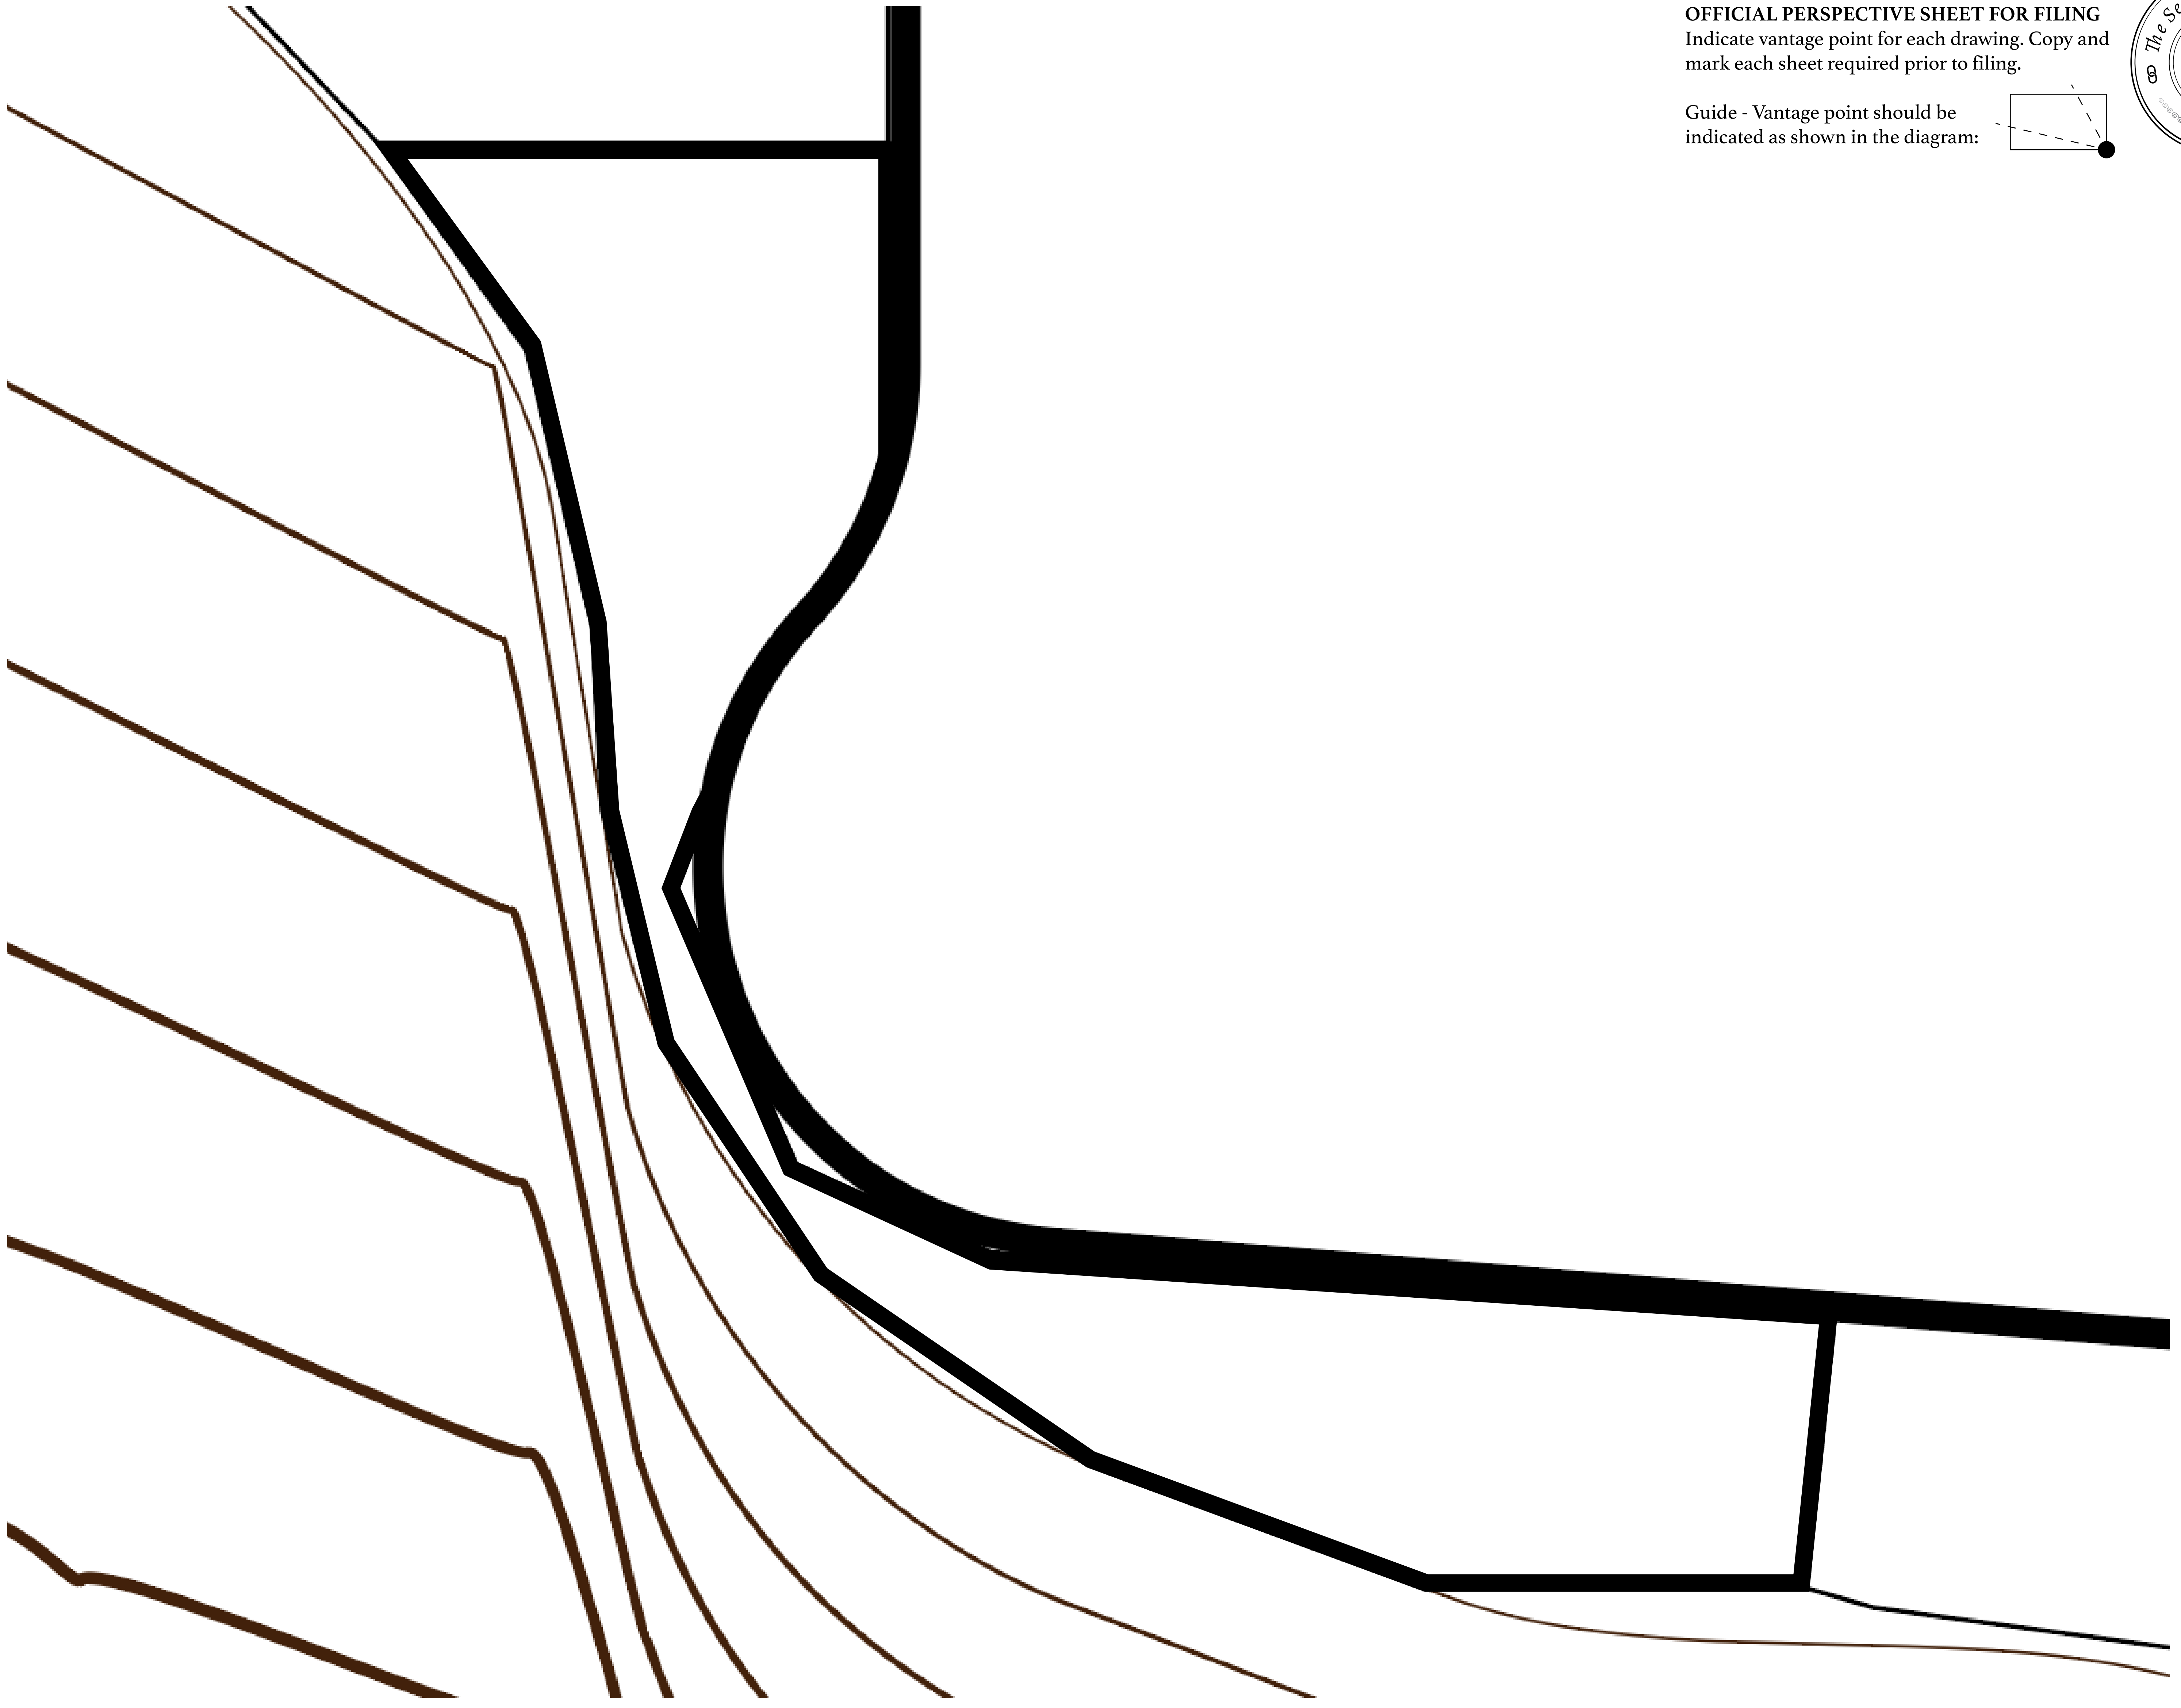 OFFICIAL PERSPECTIVE SHEET FOR FILING
Indicate vantage point for each drawing. Copy and
mark each sheet required prior to filing.
Guide - Vantage point should be
indicated as shown in the diagram:
The